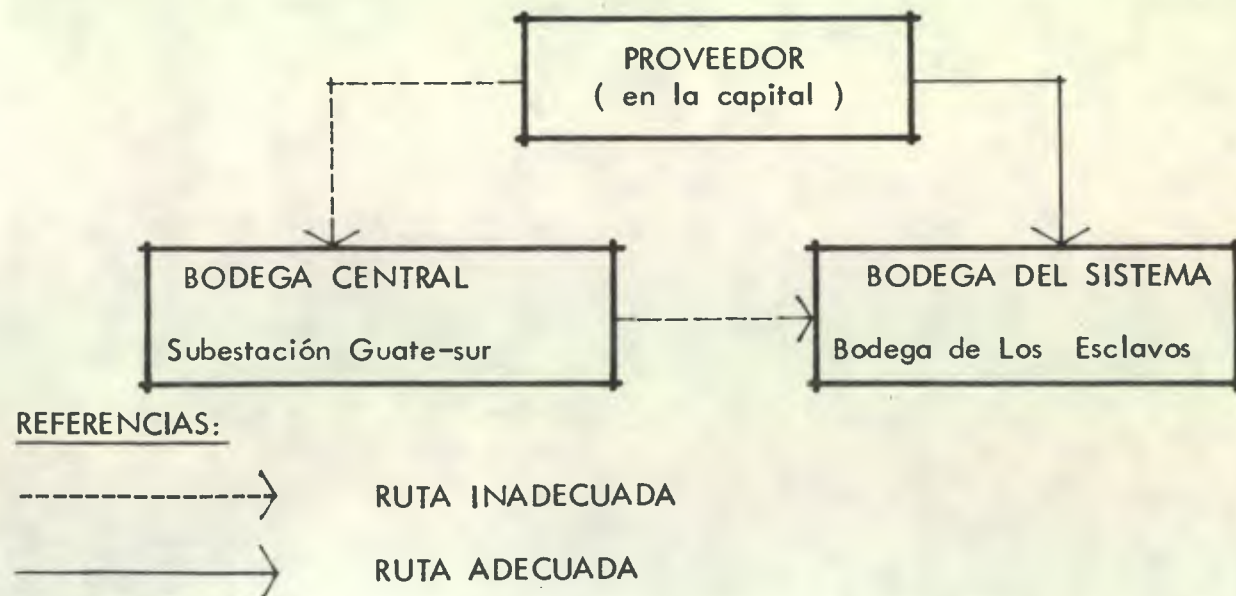 PROVEEDOR
( en la capital )
BODEGA CENTRAL
Subestación Guate-sur
BODEGA DEL SISTEMA
Bodega de Los Esclavos
REFERENCIAS:
RUTA INADECUADA
RUTA ADECUADA